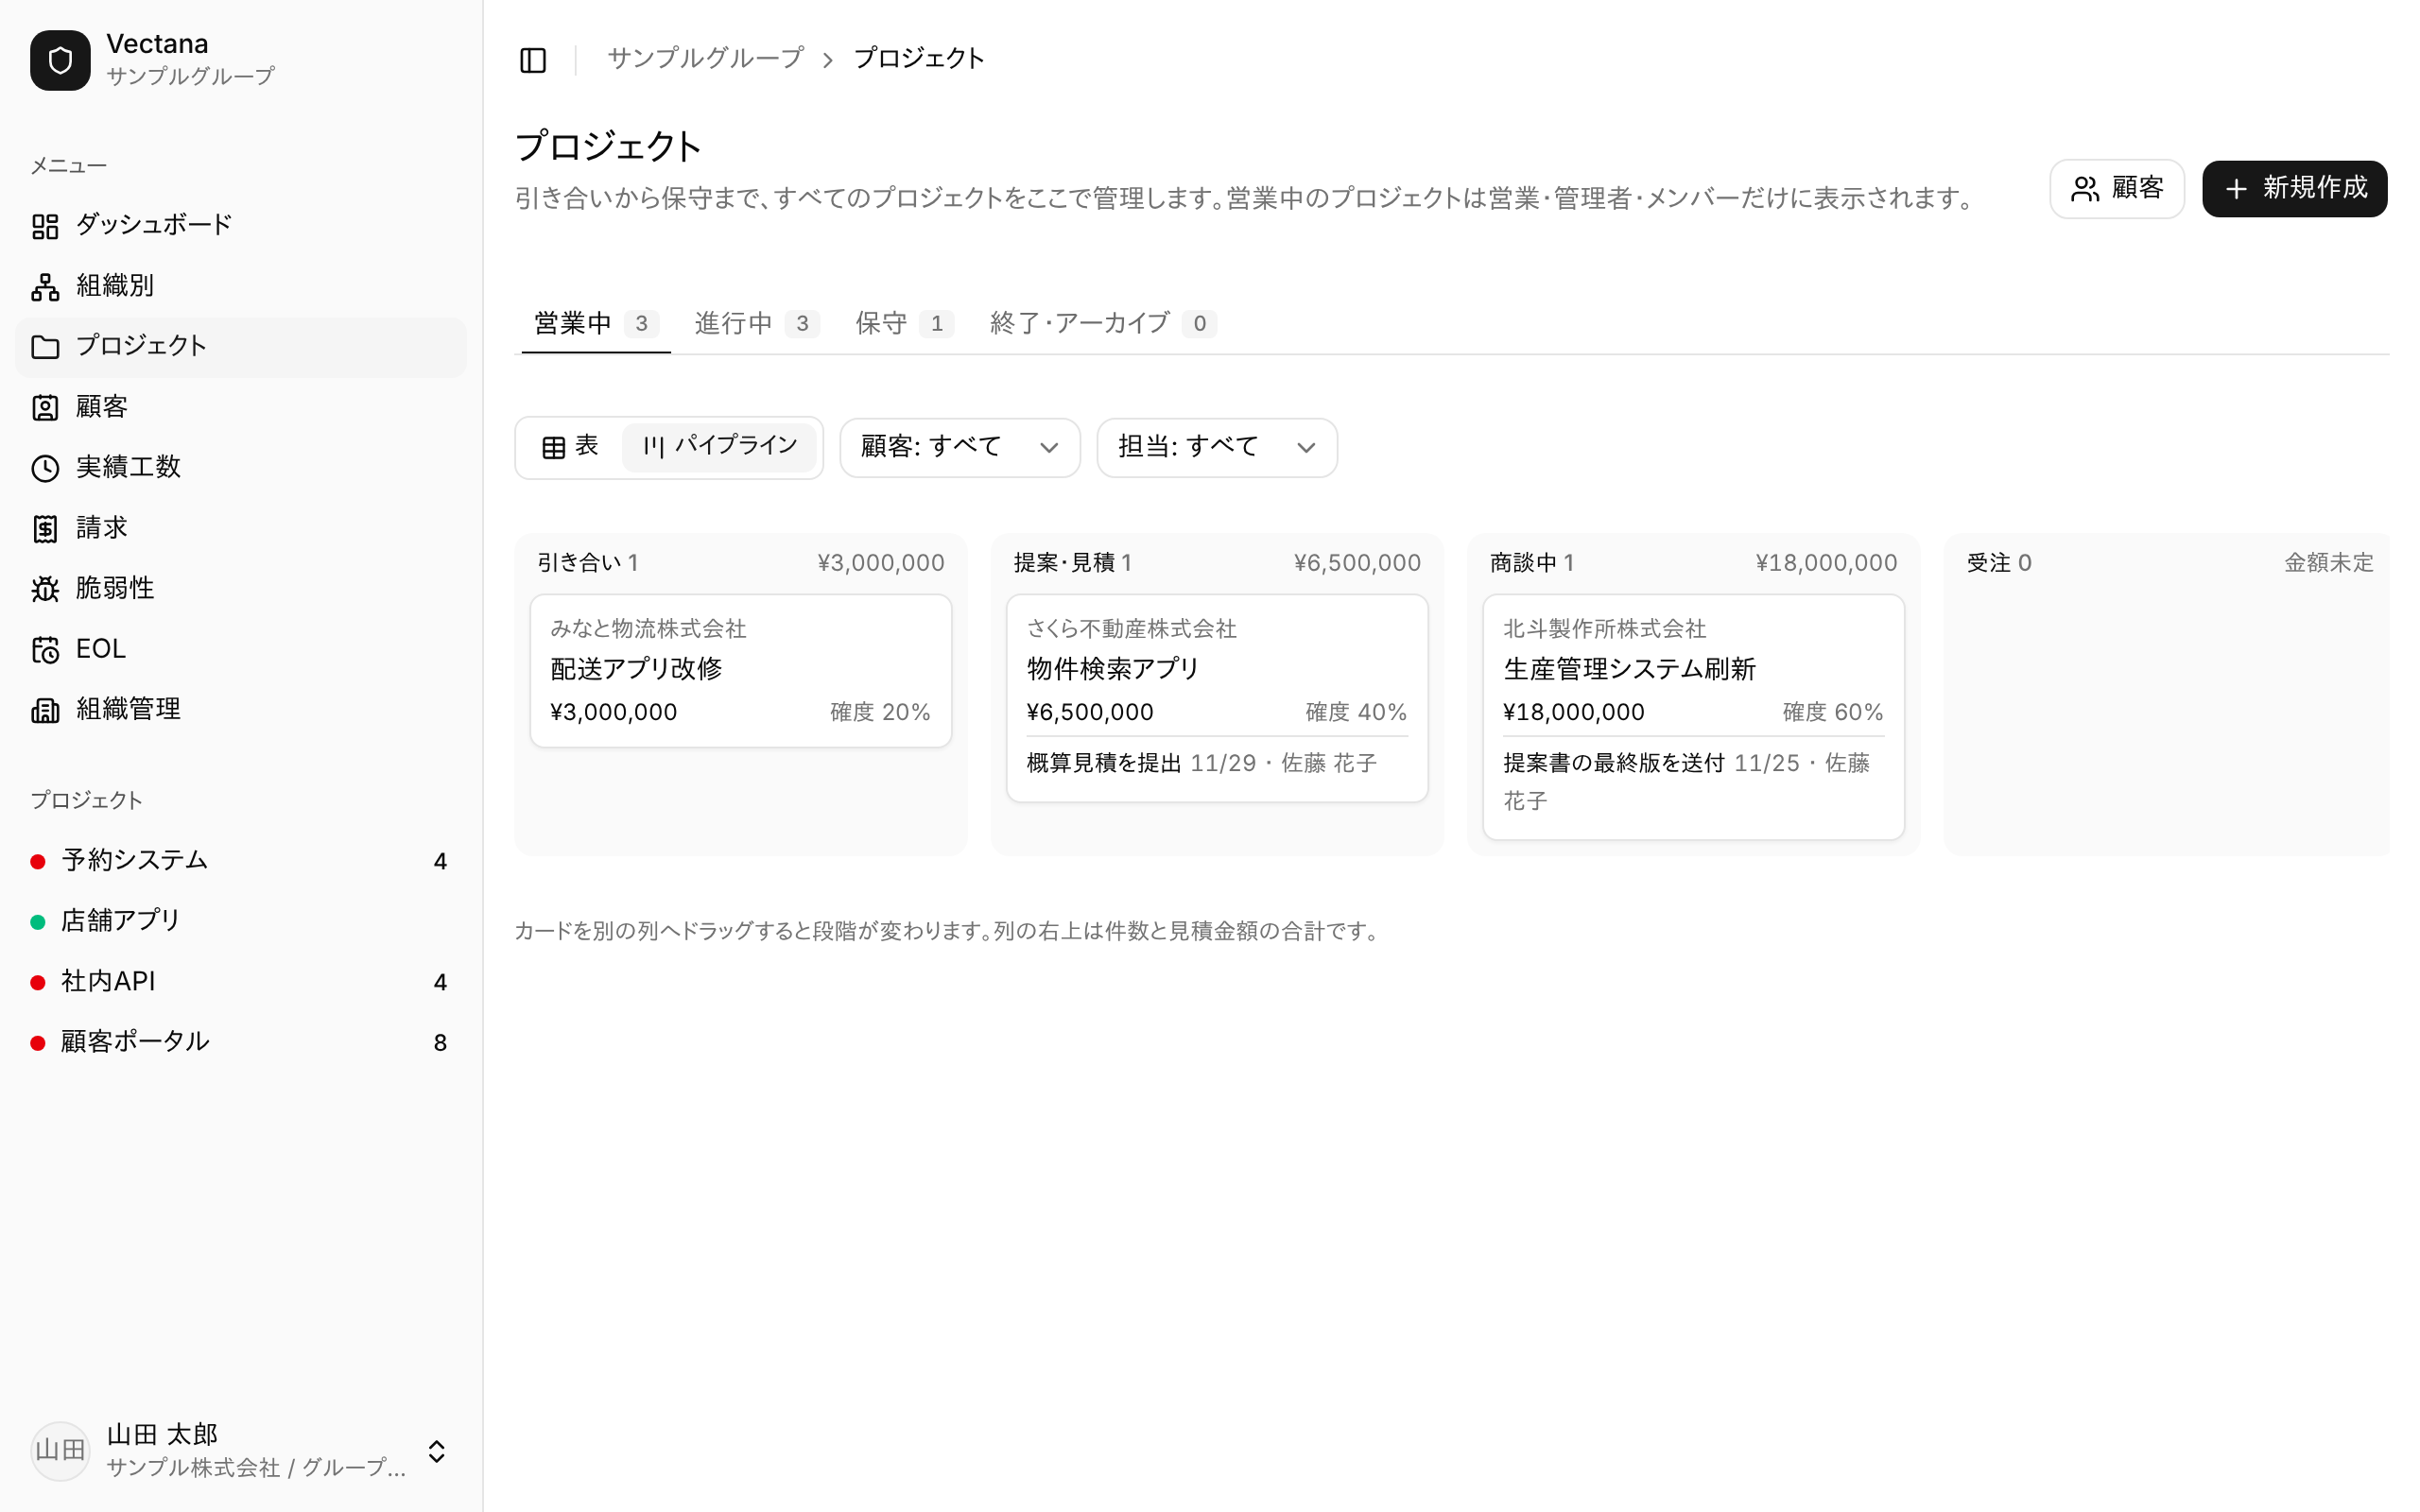 Vectana
サンプルグループ
メニュー
ダッシュボード
組織別
プロジェクト
顧客
実績工数
請求
脆弱性
EOL
組織管理
プロジェクト
予約システム 4
店舗アプリ
社内API 4
顧客ポータル 8
山田
山田 太郎
サンプル株式会社 / グループ...
サンプルグループ > プロジェクト
プロジェクト
引き合いから保守まで、すべてのプロジェクトをここで管理します。営業中のプロジェクトは営業・管理者・メンバーだけに表示されます。
顧客
新規作成
営業中 3 進行中 3 保守 1 終了・アーカイブ 0
表 パイプライン 顧客: すべて 担当: すべて
引き合い 1 ¥3,000,000
みなと物流株式会社
配送アプリ改修
¥3,000,000 確度 20%
提案・見積 1 ¥6,500,000
さくら不動産株式会社
物件検索アプリ
¥6,500,000 確度 40%
概算見積を提出 11/29・佐藤 花子
商談中 1 ¥18,000,000
北斗製作所株式会社
生産管理システム刷新
¥18,000,000 確度 60%
提案書の最終版を送付 11/25・佐藤
花子
受注 0 金額未定
カードを別の列へドラッグすると段階が変わります。列の右上は件数と見積金額の合計です。